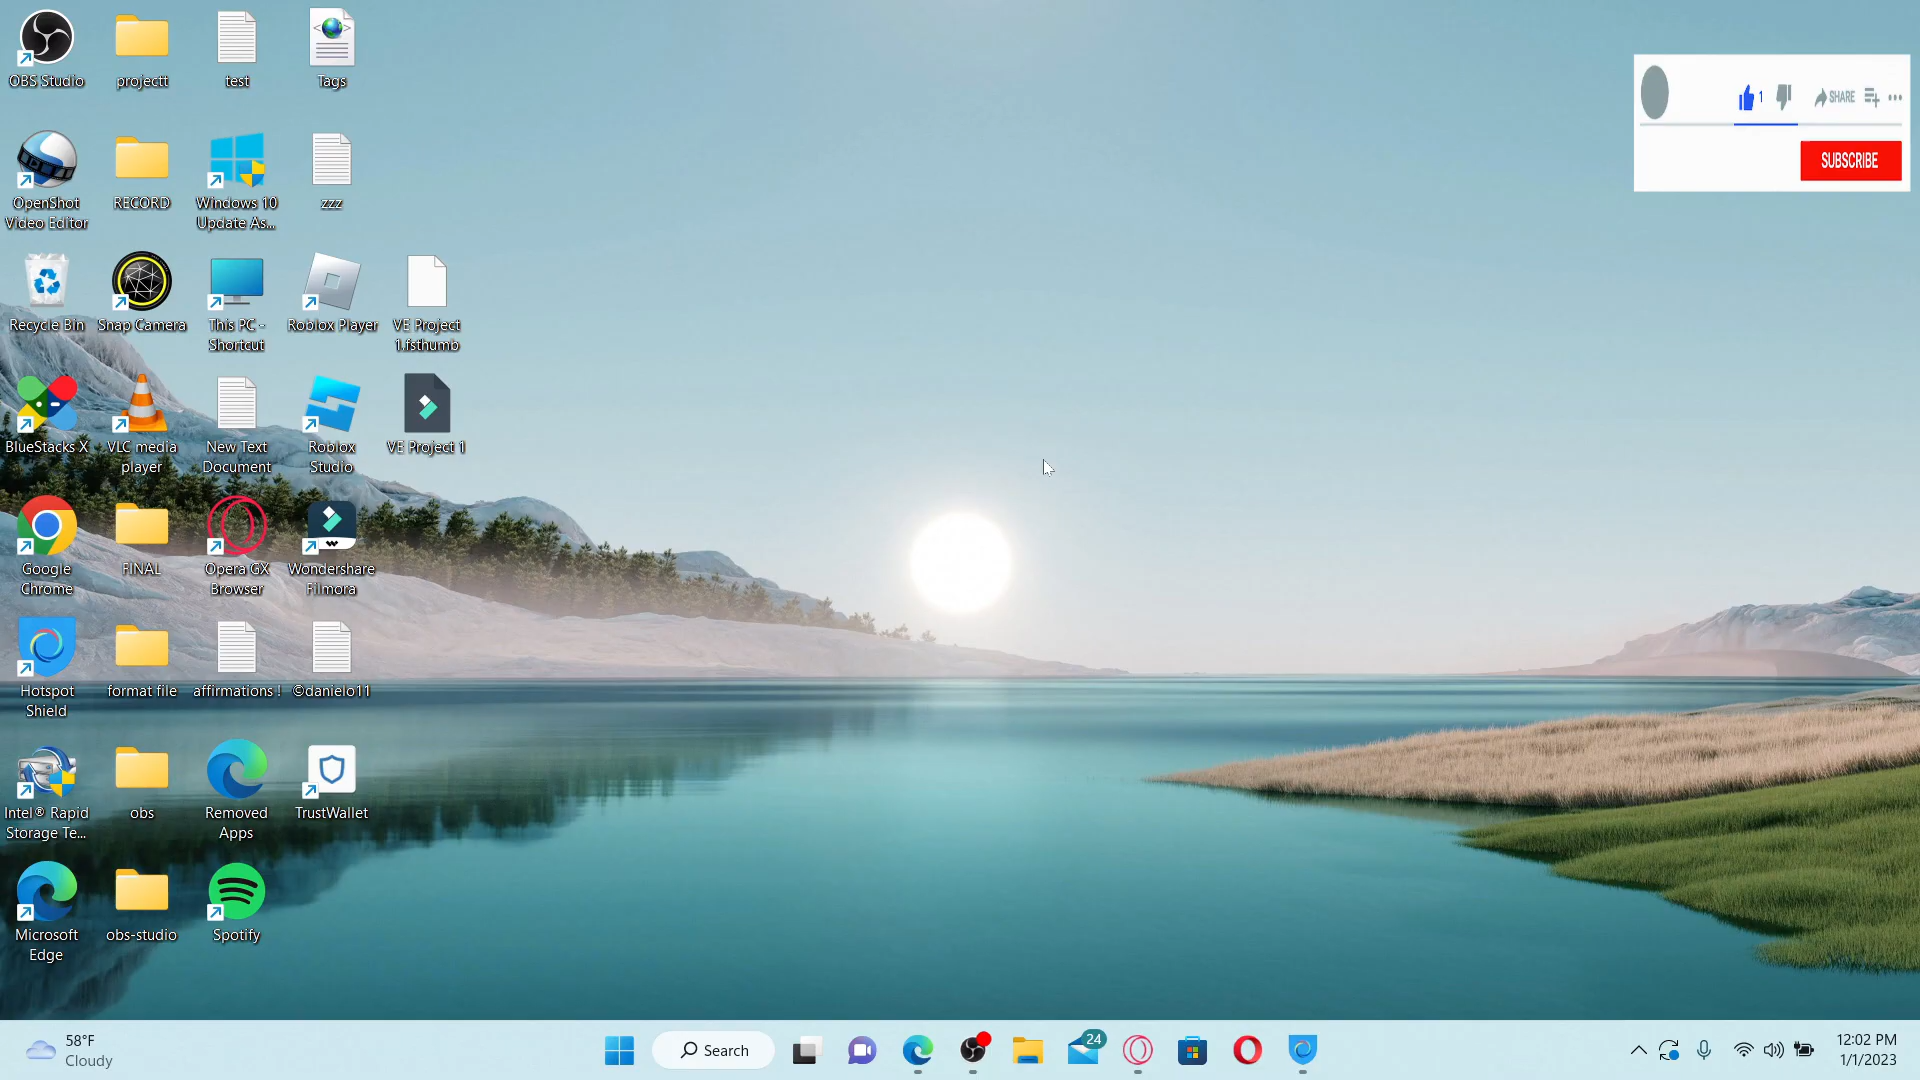 OBS Studio
projectt
test
Tags
1
SHARE
SUBSCRIBE
OpenShot
Video Editor
RECORD
Windows 10
Update As...
zzz
Recycle Bin
Snap Camera
This PC -
Shortcut
Roblox Player
VE Project
1.fsthumb
BlueStacks X
VLC media
player
New Text
Document
Roblox
Studio
VE Project 1
Google
Chrome
FINAL
Opera GX
Browser
Wondershare
Filmora
Hotspot
Shield
format file
affirmations !
©danielo11
Intel® Rapid
Storage Te...
obs
Removed
Apps
TrustWallet
Microsoft
Edge
obs-studio
Spotify
58°F
Cloudy
Search
24
12:02 PM
1/1/2023